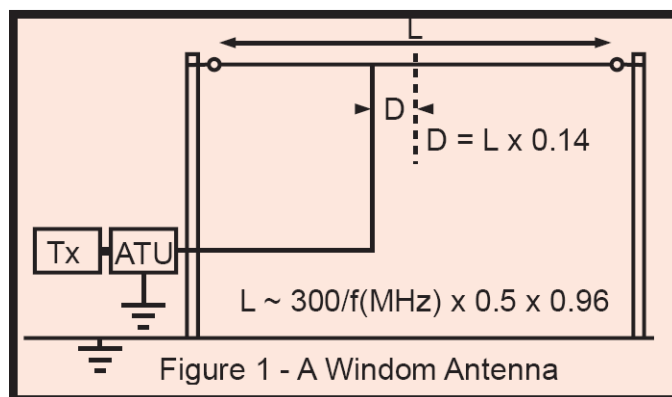 L
D
D = L x 0.14
Tx
ATU
L ~ 300/f(MHz) x 0.5 x 0.96
Figure 1 - A Windom Antenna